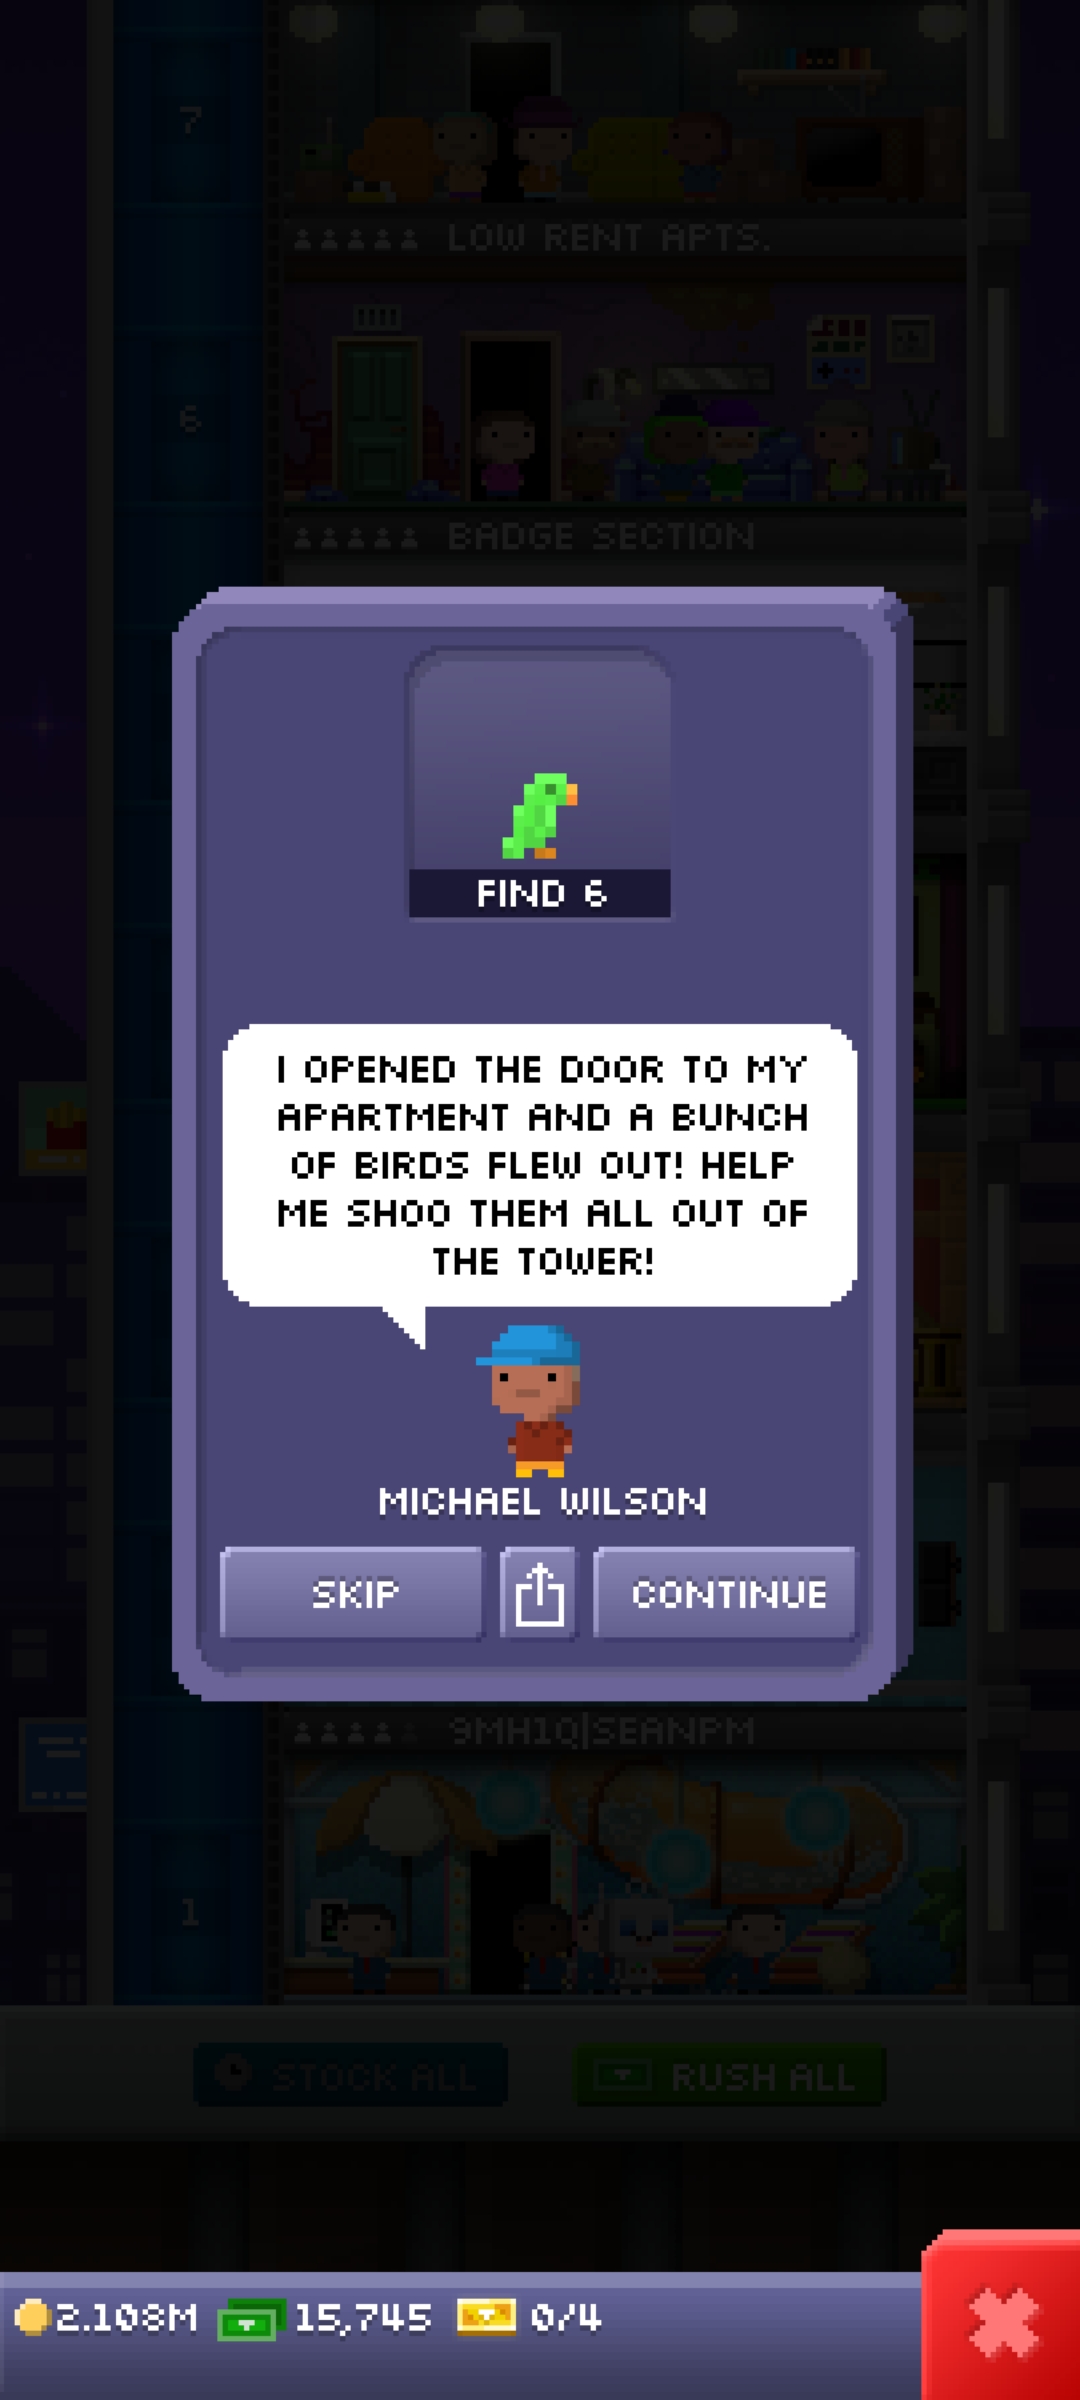 7
LOW RENT APTS.
6
BADGE SECTION
FIND 6
I OPENED THE DOOR TO MY
APARTMENT AND A BUNCH
OF BIRDS FLEW OUT! HELP
ME SHOO THEM ALL OUT OF
THE TOWER!
MICHAEL WILSON
SKIP
CONTINUE
9MH1Q|SEANPM
1
STOCK ALL
RUSH ALL
2.108M
15,745
0/4